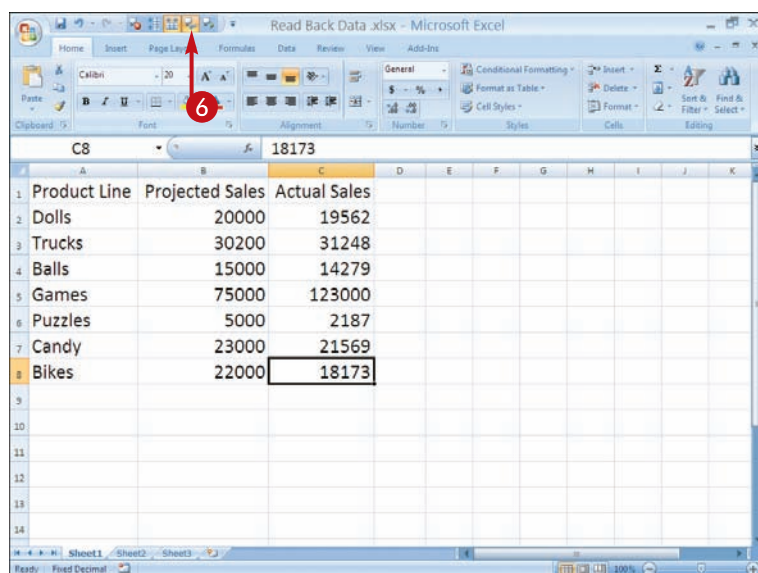 Read Back Data .xlsx - Microsoft Excel
Home Insert Page Lay Formulas Data Review View Add-Ins
Paste
Calibri 20 A A
B I U
General
$ - % ,
Conditional Formatting
Format as Table
Cell Styles
Insert
Delete
Format
Σ
Sort & Filter
Find & Select
6
Clipboard Font Alignment Number Styles Cells Editing
C8 fx 18173
A B C D E F G H I J K
1 Product Line Projected Sales Actual Sales
2 Dolls 20000 19562
3 Trucks 30200 31248
4 Balls 15000 14279
5 Games 75000 123000
6 Puzzles 5000 2187
7 Candy 23000 21569
8 Bikes 22000 18173
9
10
11
12
13
14
Sheet1 Sheet2 Sheet3
Ready Fixed Decimal 100%